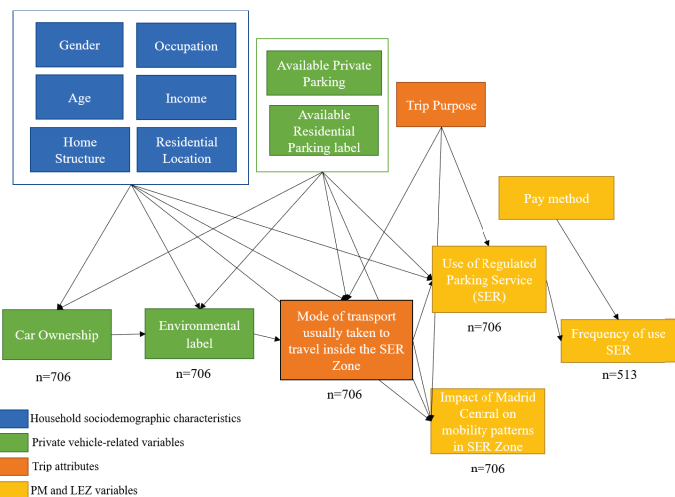 Gender
Occupation
Age
Income
Home
Structure
Residential
Location
Available Private
Parking
Available
Residential
Parking label
Trip Purpose
Pay method
Use of Regulated
Parking Service
(SER)
n=706
Car Ownership
n=706
Environmental
label
n=706
Mode of transport
usually taken to
travel inside the SER
Zone
n=706
Frequency of use
SER
n=513
Impact of Madrid
Central on
mobility patterns
in SER Zone
n=706
Household sociodemographic characteristics
Private vehicle-related variables
Trip attributes
PM and LEZ variables